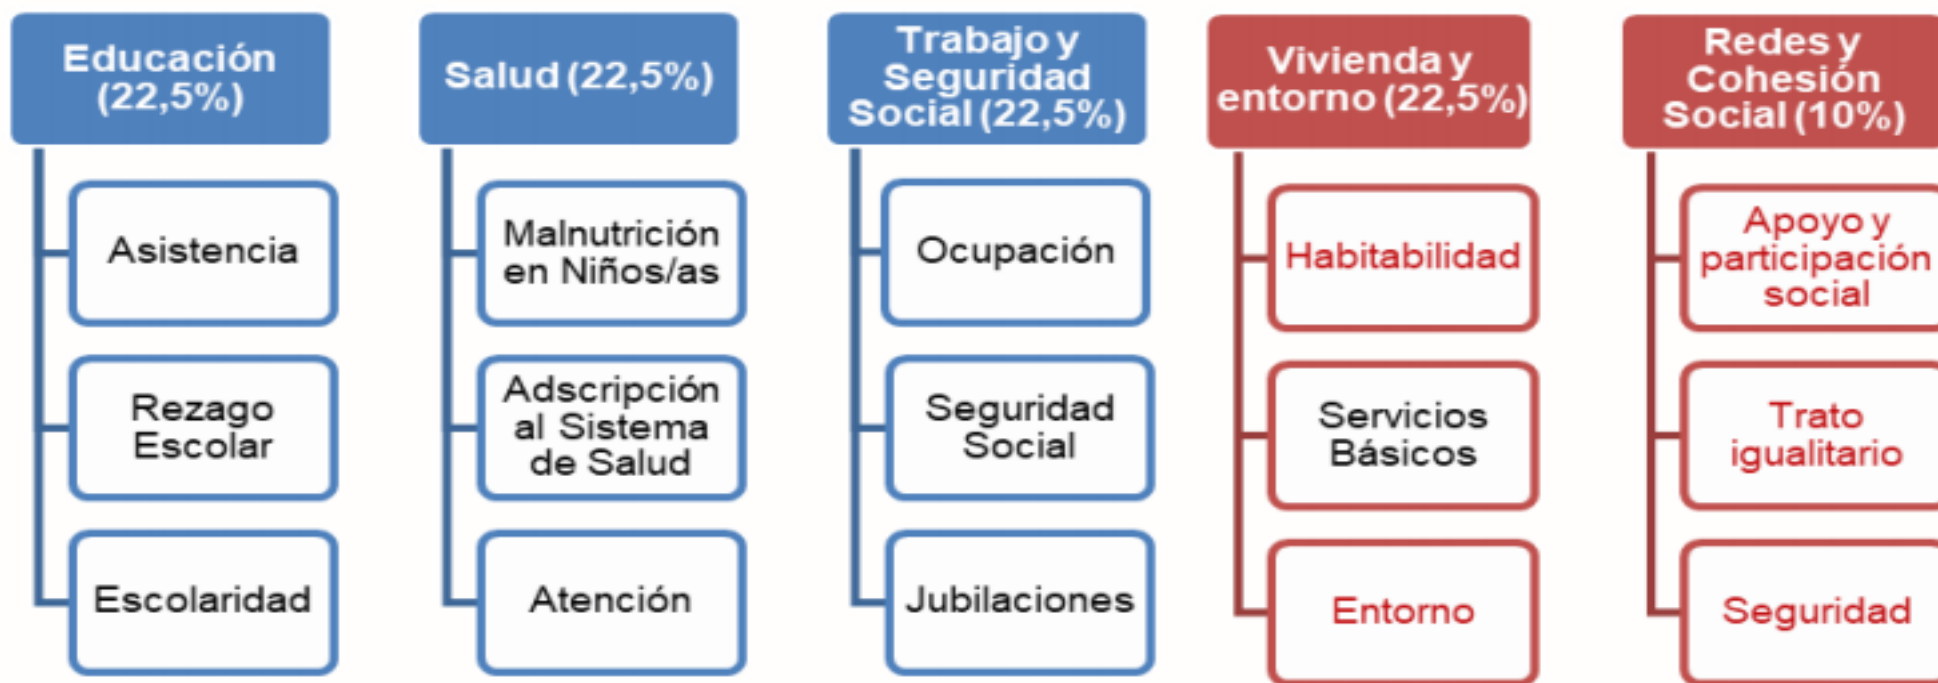 Educación
(22,5%)
Asistencia
Rezago
Escolar
Escolaridad
Salud (22,5%)
Malnutrición
en Niños/as
Adscripción
al Sistema
de Salud
Atención
Trabajo y
Seguridad
Social (22,5%)
Ocupación
Seguridad
Social
Jubilaciones
Vivienda y
entorno (22,5%)
Habitabilidad
Servicios
Básicos
Entorno
Redes y
Cohesión
Social (10%)
Apoyo y
participación
social
Trato
igualitario
Seguridad